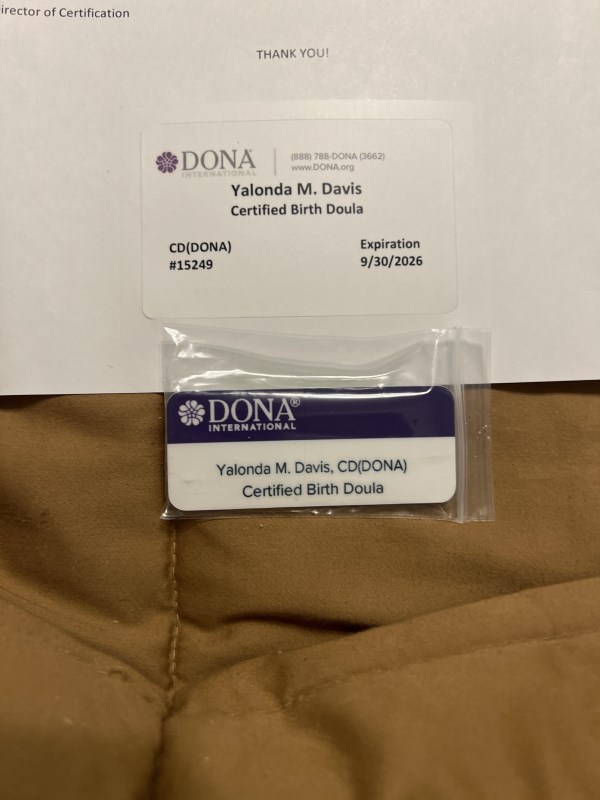 irector of Certification
THANK YOU!
DONA
INTERNATIONAL
(888) 788-DONA (3662)
www.DONA.org
Yalonda M. Davis
Certified Birth Doula
CD(DONA)
#15249
Expiration
9/30/2026
DONA®
INTERNATIONAL
Yalonda M. Davis, CD(DONA)
Certified Birth Doula